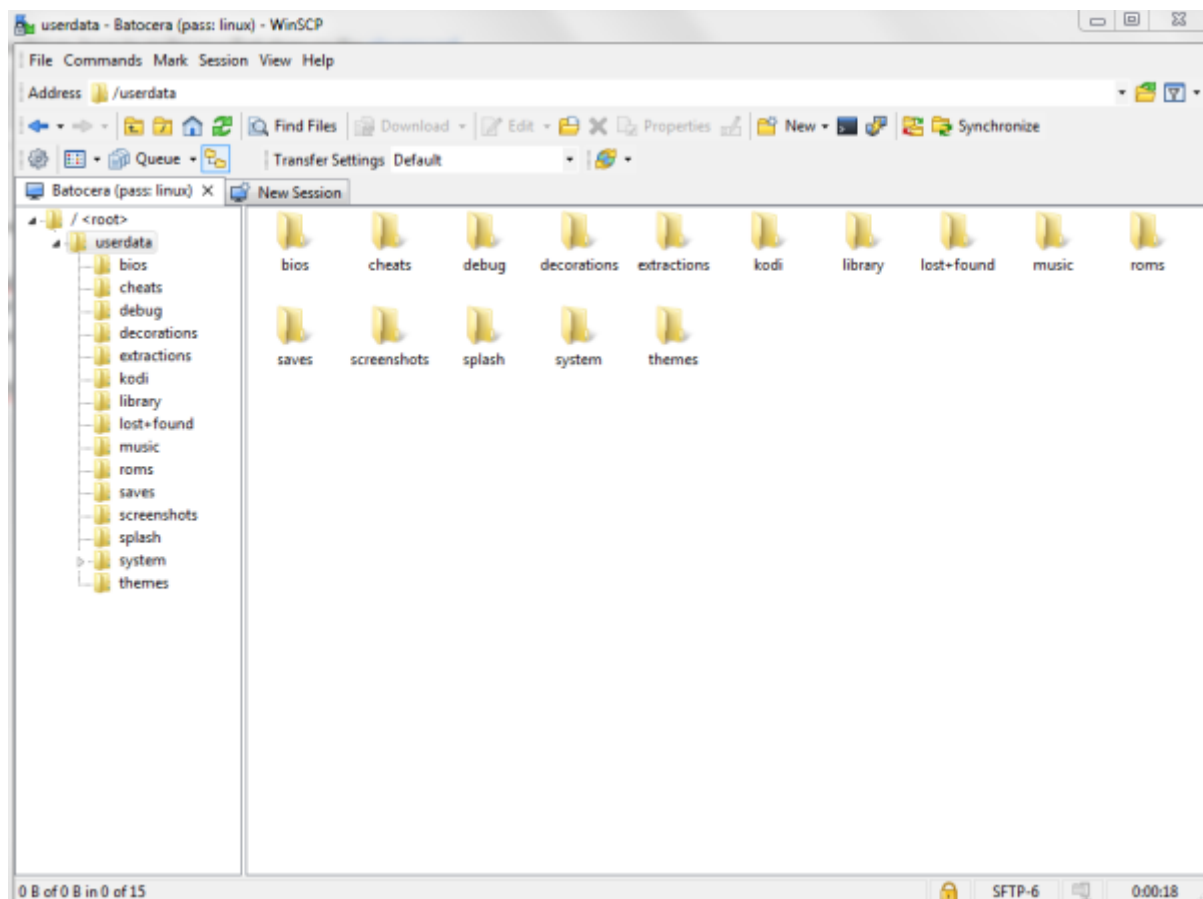 userdata - Batocera (pass: linux) - WinSCP
File Commands Mark Session View Help
Address /userdata
Find Files Download Edit Properties New Synchronize
Queue Transfer Settings Default
Batocera (pass: linux) New Session
/ <root>
userdata
bios
cheats
debug
decorations
extractions
kodi
library
lost+found
music
roms
saves
screenshots
splash
system
themes
bios cheats debug decorations extractions kodi library lost+found music roms
saves screenshots splash system themes
0 B of 0 B in 0 of 15 SFTP-6 0:00:18